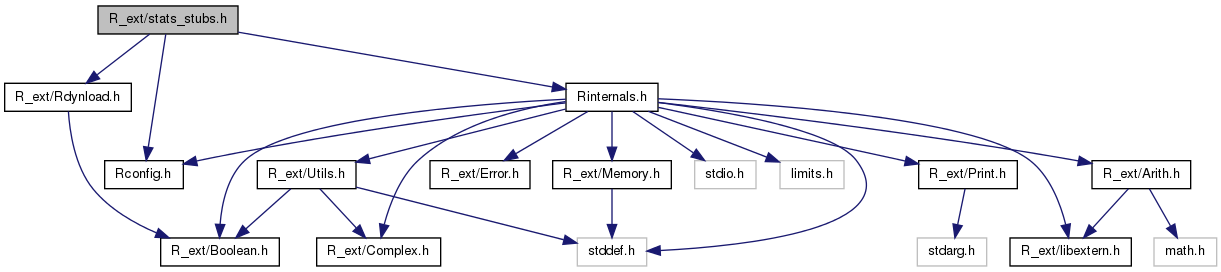 R_ext/stats_stubs.h
R_ext/Rdynload.h
Rinternals.h
Rconfig.h
R_ext/Utils.h
R_ext/Error.h
R_ext/Memory.h
stdio.h
limits.h
R_ext/Print.h
R_ext/Arith.h
R_ext/Boolean.h
R_ext/Complex.h
stddef.h
stdarg.h
R_ext/libextern.h
math.h